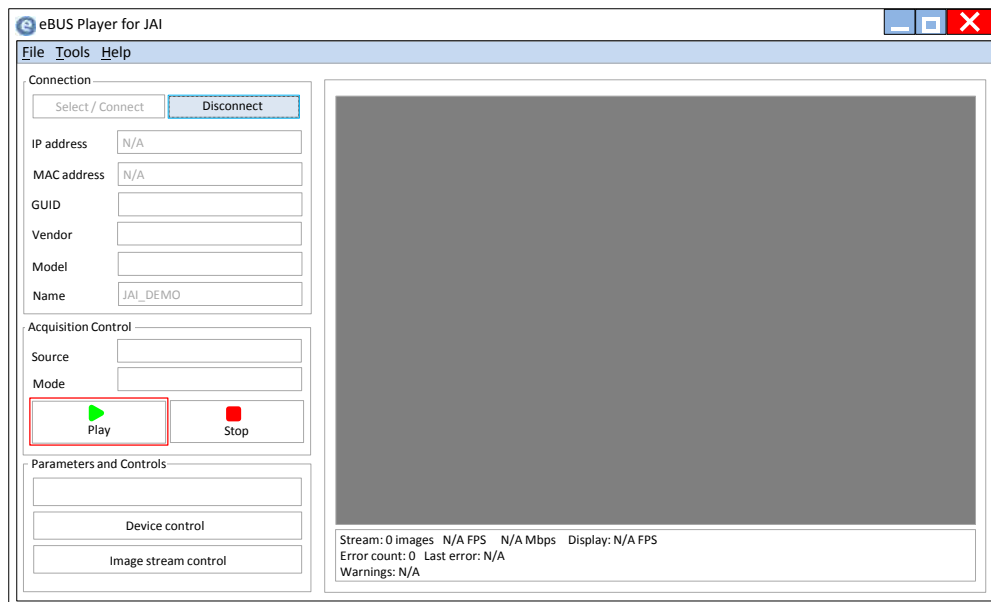 eBUS Player for JAI
File Tools Help
Connection
Select / Connect Disconnect
IP address N/A
MAC address N/A
GUID
Vendor
Model
Name JAI_DEMO
Acquisition Control
Source
Mode
Play Stop
Parameters and Controls
Device control
Image stream control
Stream: 0 images N/A FPS N/A Mbps Display: N/A FPS
Error count: 0 Last error: N/A
Warnings: N/A